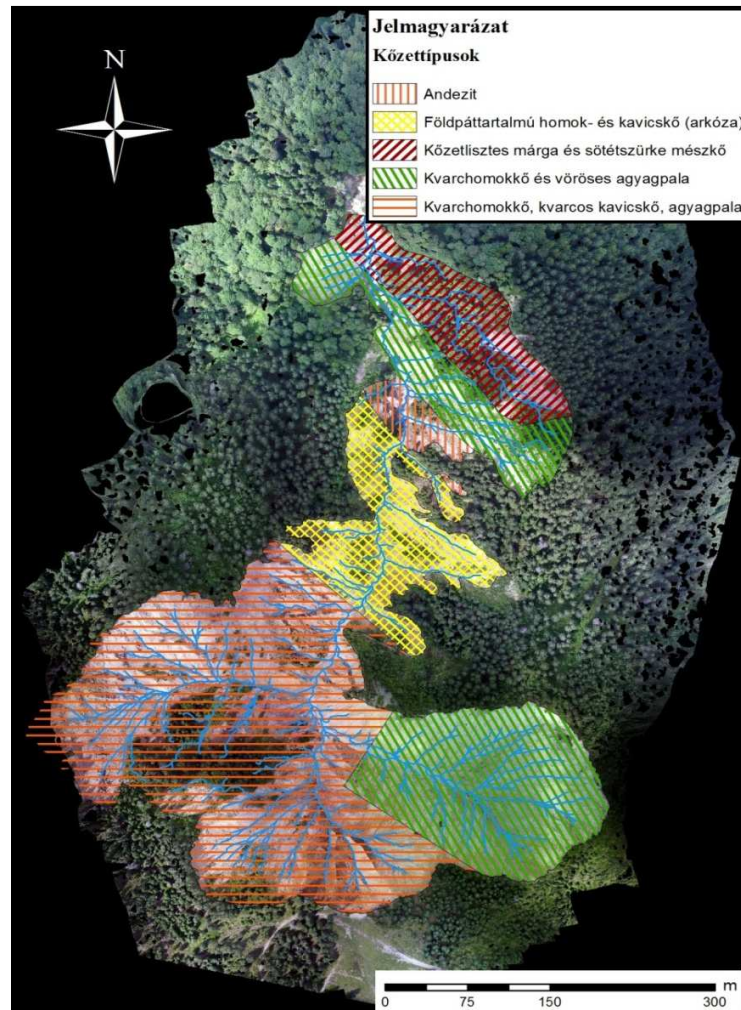 Jelmagyarázat
Kőzettípusok
N
Andezit
Földpáttartalmú homok- és kavicskő (arkóza)
Kőzetlisztes márga és sötétszürke mészkő
Kvarchomokkő és vöröses agyagpala
Kvarchomokkő, kvarcos kavicskő, agyagpala
m
0 75 150 300